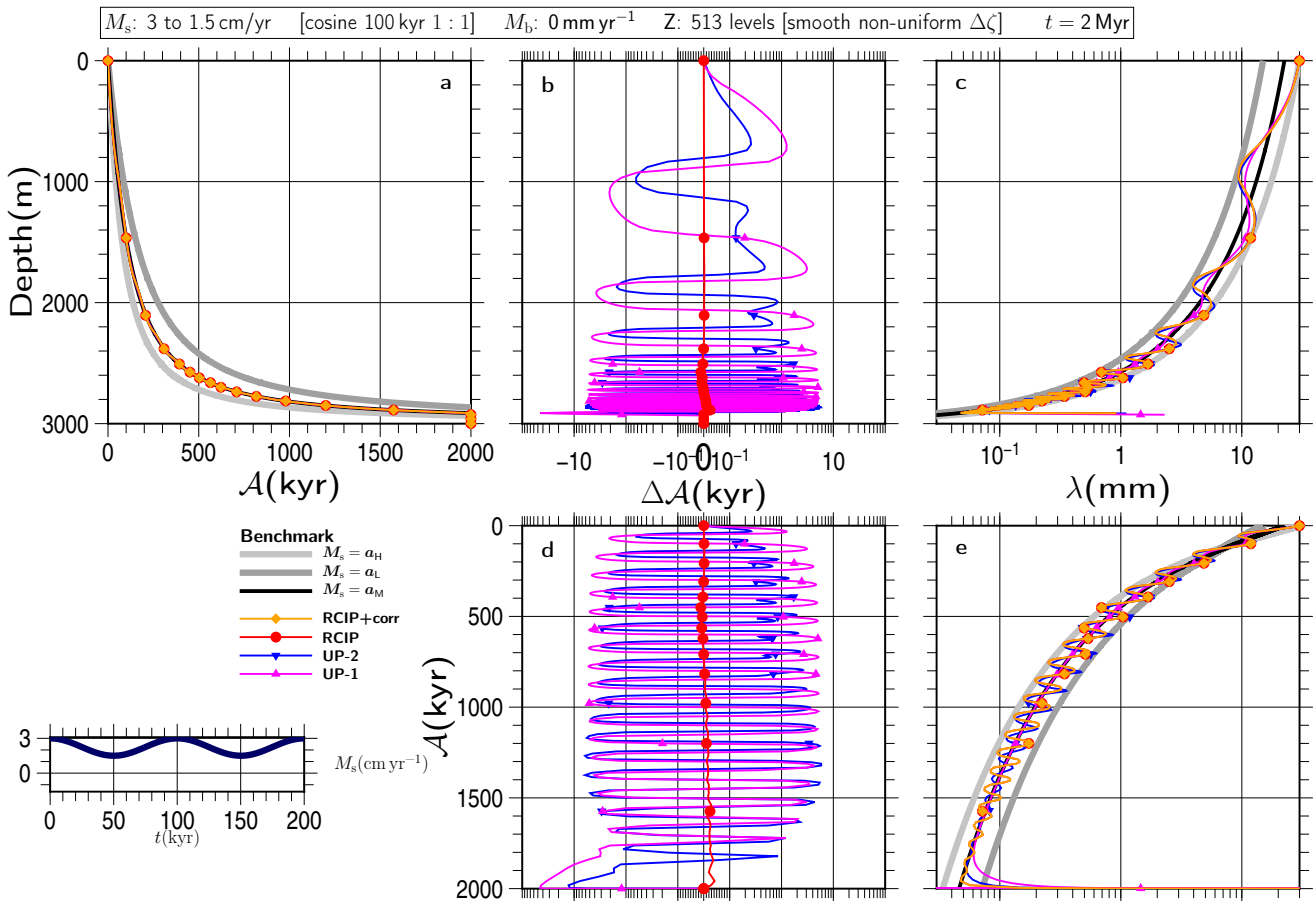 Mₛ: 3 to 1.5 cm/yr [cosine 100 kyr 1 : 1] M_b: 0 mm yr⁻¹ Z: 513 levels [smooth non-uniform Δζ] t = 2 Myr
a
b
c
0
1000
2000
3000
Depth(m)
0 500 1000 1500 2000
𝒜(kyr)
−10 −10⁻¹ 0 10⁻¹ 10
Δ𝒜(kyr)
10⁻¹ 1 10
λ(mm)
Benchmark
Mₛ = a_H
Mₛ = a_L
Mₛ = a_M
RCIP+corr
RCIP
UP-2
UP-1
3
0
Mₛ(cm yr⁻¹)
0 50 100 150 200
t(kyr)
d
e
0
500
1000
1500
2000
𝒜(kyr)